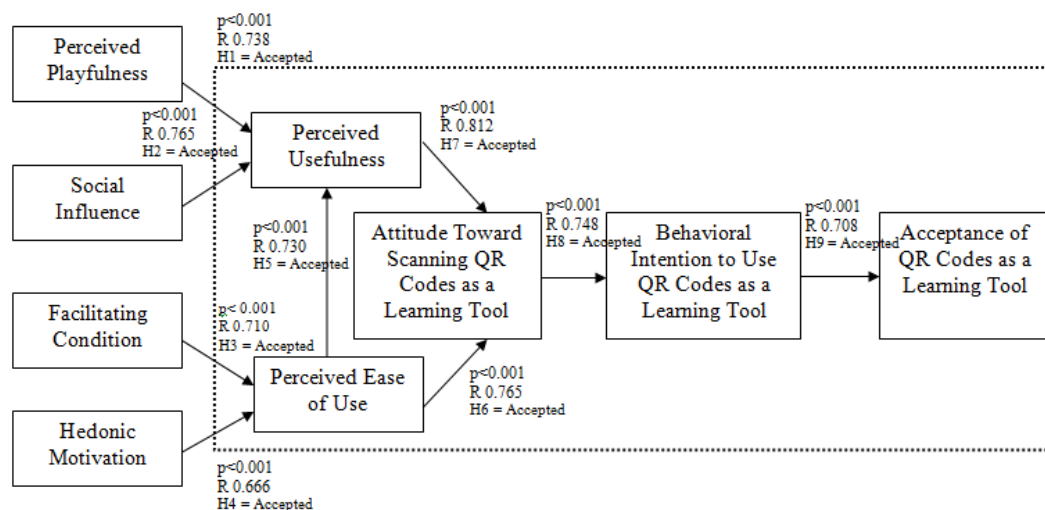 Perceived
Playfulness
p<0.001
R 0.738
H1 = Accepted
p<0.001
R 0.765
H2 = Accepted
Social
Influence
Perceived
Usefulness
p<0.001
R 0.812
H7 = Accepted
p<0.001
R 0.730
H5 = Accepted
Attitude Toward
Scanning QR
Codes as a
Learning Tool
p<0.001
R 0.748
H8 = Accepted
Behavioral
Intention to Use
QR Codes as a
Learning Tool
p<0.001
R 0.708
H9 = Accepted
Acceptance of
QR Codes as a
Learning Tool
Facilitating
Condition
p< 0.001
R 0.710
H3 = Accepted
Perceived Ease
of Use
p<0.001
R 0.765
H6 = Accepted
Hedonic
Motivation
p<0.001
R 0.666
H4 = Accepted